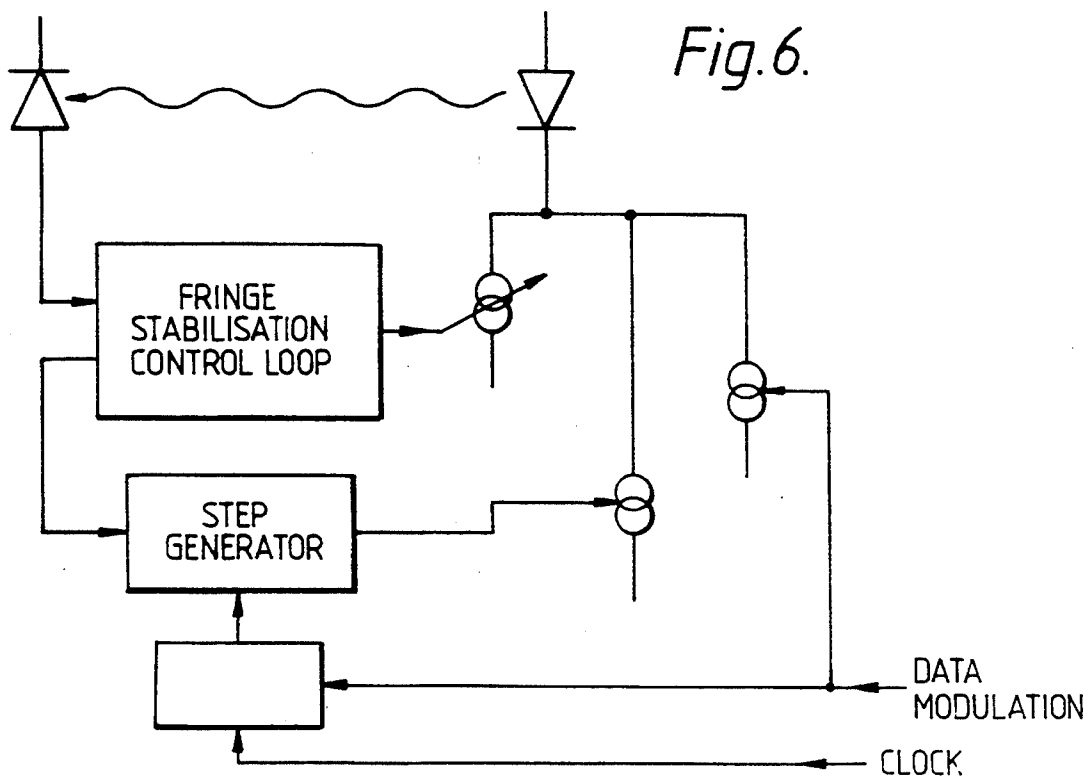 Fig.6.
FRINGE
STABILISATION
CONTROL LOOP
STEP
GENERATOR
DATA
MODULATION
CLOCK